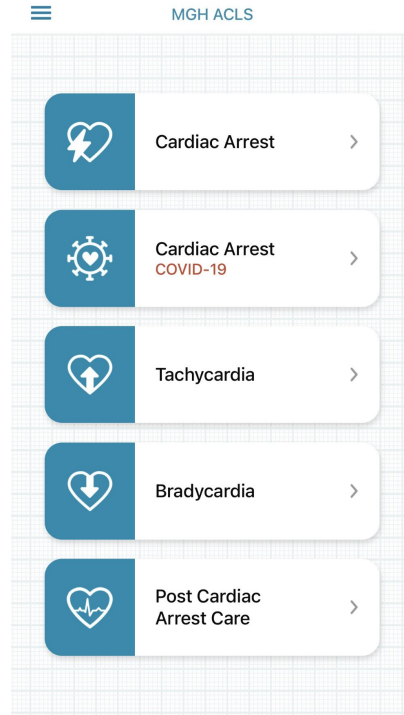 MGH ACLS
Cardiac Arrest
Cardiac Arrest
COVID-19
Tachycardia
Bradycardia
Post Cardiac
Arrest Care